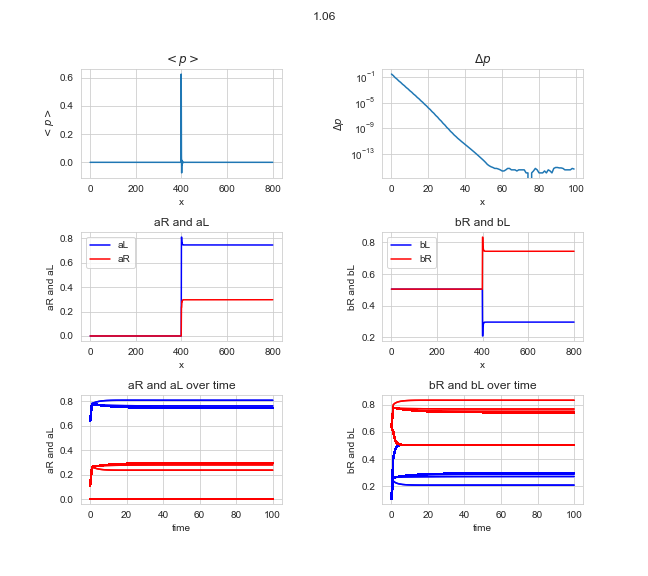 1.06
< p >
Δp
0.6
0.4
0.2
0.0
< p >
0 200 400 600 800
x
10⁻¹
10⁻⁵
10⁻⁹
10⁻¹³
Δp
0 20 40 60 80 100
x
aR and aL
bR and bL
0.8
0.6
0.4
0.2
0.0
aR and aL
aL
aR
0 200 400 600 800
x
0.8
0.6
0.4
0.2
bR and bL
bL
bR
0 200 400 600 800
x
aR and aL over time
bR and bL over time
0.8
0.6
0.4
0.2
0.0
aR and aL
0 20 40 60 80 100
time
0.8
0.6
0.4
0.2
bR and bL
0 20 40 60 80 100
time